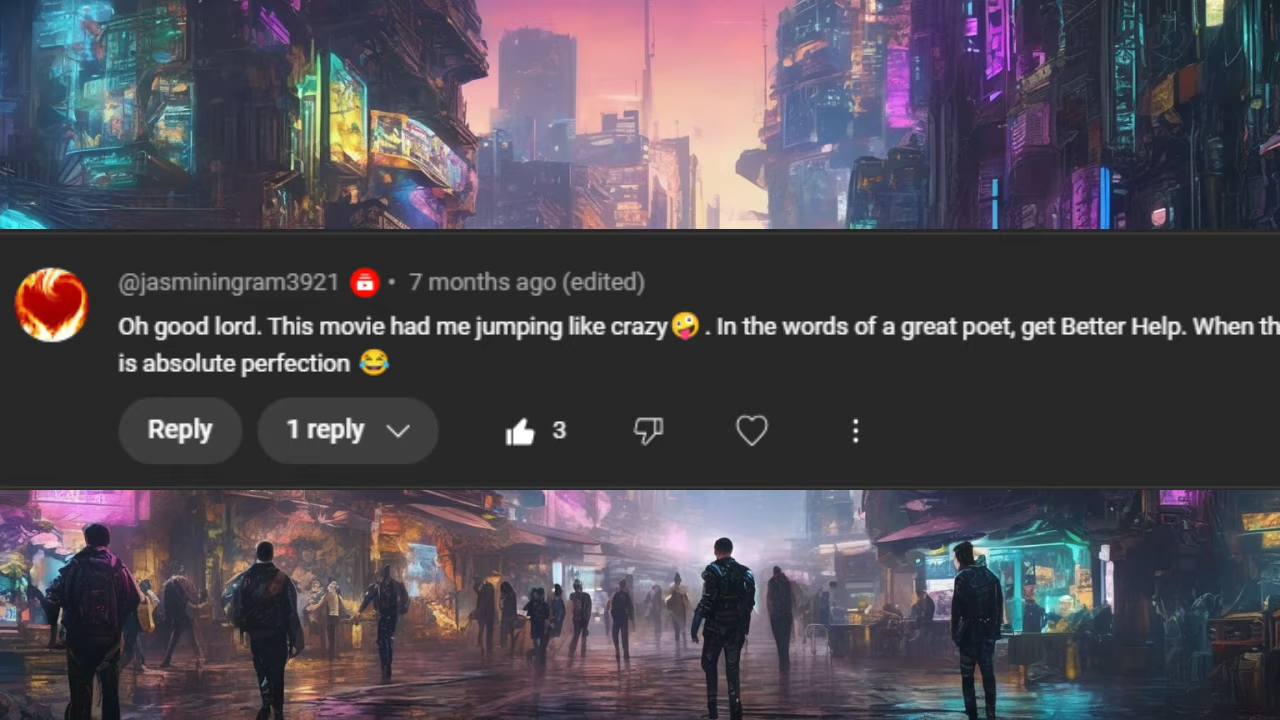 @jasminingram3921 • 7 months ago (edited)
Oh good lord. This movie had me jumping like crazy🤪 . In the words of a great poet, get Better Help. When
is absolute perfection 😂
Reply 1 reply 3